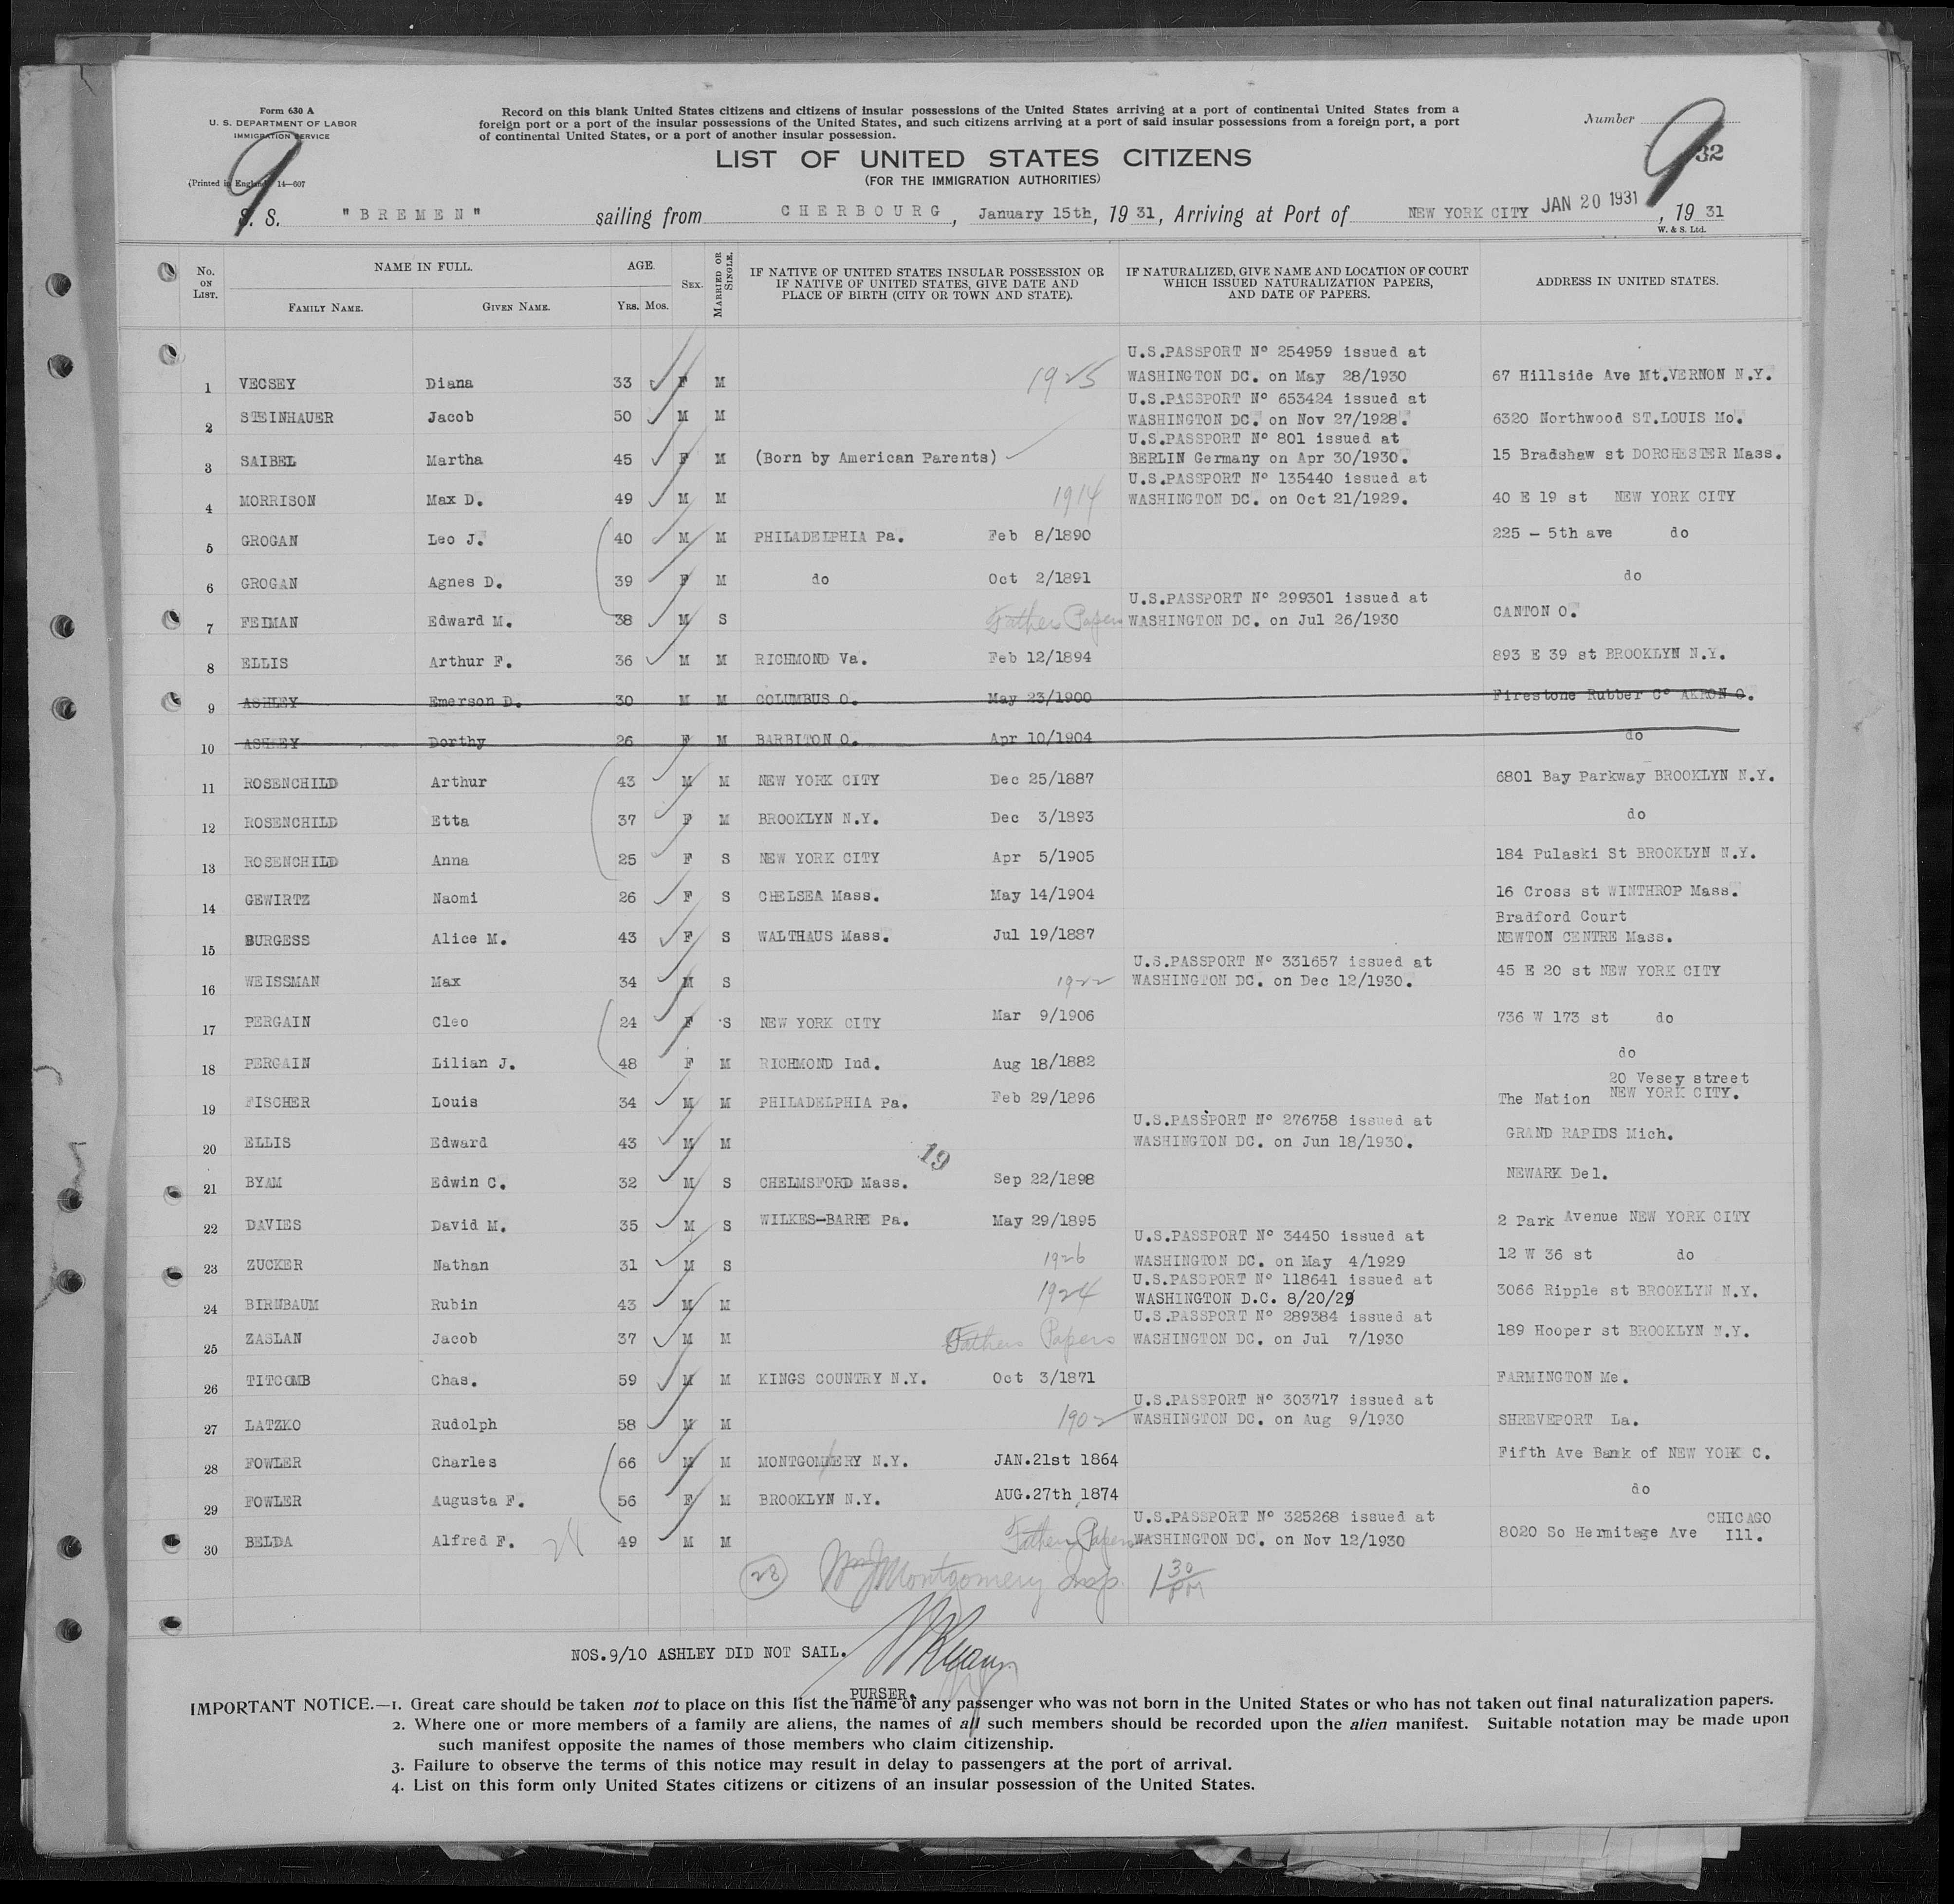 Form 630 A
U. S. DEPARTMENT OF LABOR
IMMIGRATION SERVICE
(Printed in England) 14—607
9
Record on this blank United States citizens and citizens of insular possessions of the United States arriving at a port of continental United States from a
foreign port or a port of the insular possessions of the United States, and such citizens arriving at a port of said insular possessions from a foreign port, a port
of continental United States, or a port of another insular possession.
Number
9
32
LIST OF UNITED STATES CITIZENS
(FOR THE IMMIGRATION AUTHORITIES)
S. S. "BREMEN" sailing from CHERBOURG, January 15th, 1931, Arriving at Port of NEW YORK CITY JAN 20 1931, 1931
W. & S. Ltd.
No. ON LIST. NAME IN FULL. FAMILY NAME. GIVEN NAME. AGE. YRS. MOS. SEX. MARRIED OR SINGLE. IF NATIVE OF UNITED STATES INSULAR POSSESSION OR IF NATIVE OF UNITED STATES, GIVE DATE AND PLACE OF BIRTH (CITY OR TOWN AND STATE). IF NATURALIZED, GIVE NAME AND LOCATION OF COURT WHICH ISSUED NATURALIZATION PAPERS, AND DATE OF PAPERS. ADDRESS IN UNITED STATES.
1 VECSEY Diana 33 F M 1925 U.S.PASSPORT Nº 254959 issued at WASHINGTON DC. on May 28/1930 67 Hillside Ave Mt.VERNON N.Y.
2 STEINHAUER Jacob 50 M M U.S.PASSPORT Nº 653424 issued at WASHINGTON DC. on Nov 27/1928. 6320 Northwood ST.LOUIS Mo.
3 SAIBEL Martha 45 F M (Born by American Parents) U.S.PASSPORT Nº 801 issued at BERLIN Germany on Apr 30/1930. 15 Bradshaw st DORCHESTER Mass.
4 MORRISON Max D. 49 M M 1914 U.S.PASSPORT Nº 135440 issued at WASHINGTON DC. on Oct 21/1929. 40 E 19 st NEW YORK CITY
5 GROGAN Leo J. 40 M M PHILADELPHIA Pa. Feb 8/1890 225 - 5th ave do
6 GROGAN Agnes D. 39 F M do Oct 2/1891 do
7 FEIMAN Edward M. 38 M S Fathers Papers U.S.PASSPORT Nº 299301 issued at WASHINGTON DC. on Jul 26/1930 CANTON O.
8 ELLIS Arthur F. 36 M M RICHMOND Va. Feb 12/1894 893 E 39 st BROOKLYN N.Y.
9 ASHLEY Emerson D. 30 M M COLUMBUS O. May 23/1900 Firestone Rubber Cº AKRON O.
10 ASHLEY Dorthy 26 F M BARBITON O. Apr 10/1904 do
11 ROSENCHILD Arthur 43 M M NEW YORK CITY Dec 25/1887 6801 Bay Parkway BROOKLYN N.Y.
12 ROSENCHILD Etta 37 F M BROOKLYN N.Y. Dec 3/1893 do
13 ROSENCHILD Anna 25 F S NEW YORK CITY Apr 5/1905 184 Pulaski St BROOKLYN N.Y.
14 GEWIRTZ Naomi 26 F S CHELSEA Mass. May 14/1904 16 Cross st WINTHROP Mass.
15 BURGESS Alice M. 43 F S WALTHAUS Mass. Jul 19/1887 Bradford Court NEWTON CENTRE Mass.
16 WEISSMAN Max 34 M S 1922 U.S.PASSPORT Nº 331657 issued at WASHINGTON DC. on Dec 12/1930. 45 E 20 st NEW YORK CITY
17 PERGAIN Cleo 24 F S NEW YORK CITY Mar 9/1906 736 W 173 st do
18 PERGAIN Lilian J. 48 F M RICHMOND Ind. Aug 18/1882 do
19 FISCHER Louis 34 M M PHILADELPHIA Pa. Feb 29/1896 The Nation 20 Vesey street NEW YORK CITY.
20 ELLIS Edward 43 M M U.S.PASSPORT Nº 276758 issued at WASHINGTON DC. on Jun 18/1930. GRAND RAPIDS Mich.
19
21 BYAM Edwin C. 32 M S CHELMSFORD Mass. Sep 22/1898 NEWARK Del.
22 DAVIES David M. 35 M S WILKES-BARRE Pa. May 29/1895 2 Park Avenue NEW YORK CITY
23 ZUCKER Nathan 31 M S 1926 U.S.PASSPORT Nº 34450 issued at WASHINGTON DC. on May 4/1929 12 W 36 st do
24 BIRNBAUM Rubin 43 M M 1924 U.S.PASSPORT Nº 118641 issued at WASHINGTON D.C. 8/20/29 3066 Ripple st BROOKLYN N.Y.
25 ZASLAN Jacob 37 M M Fathers Papers U.S.PASSPORT Nº 289384 issued at WASHINGTON DC. on Jul 7/1930 189 Hooper st BROOKLYN N.Y.
26 TITCOMB Chas. 59 M M KINGS COUNTRY N.Y. Oct 3/1871 FARMINGTON Me.
27 LATZKO Rudolph 58 M M 1902 U.S.PASSPORT Nº 303717 issued at WASHINGTON DC. on Aug 9/1930 SHREVEPORT La.
28 FOWLER Charles 66 M M MONTGOMERY N.Y. JAN.21st 1864 Fifth Ave Bank of NEW YORK C.
29 FOWLER Augusta F. 56 F M BROOKLYN N.Y. AUG.27th 1874 do
30 BELDA Alfred F. 28 49 M M Fathers Papers U.S.PASSPORT Nº 325268 issued at WASHINGTON DC. on Nov 12/1930 8020 So Hermitage Ave CHICAGO Ill.
28 Wm J Montgomery Insp. 1 30 PM
NOS.9/10 ASHLEY DID NOT SAIL.
PURSER.
IMPORTANT NOTICE.—1. Great care should be taken not to place on this list the name of any passenger who was not born in the United States or who has not taken out final naturalization papers.
2. Where one or more members of a family are aliens, the names of all such members should be recorded upon the alien manifest. Suitable notation may be made upon
such manifest opposite the names of those members who claim citizenship.
3. Failure to observe the terms of this notice may result in delay to passengers at the port of arrival.
4. List on this form only United States citizens or citizens of an insular possession of the United States.